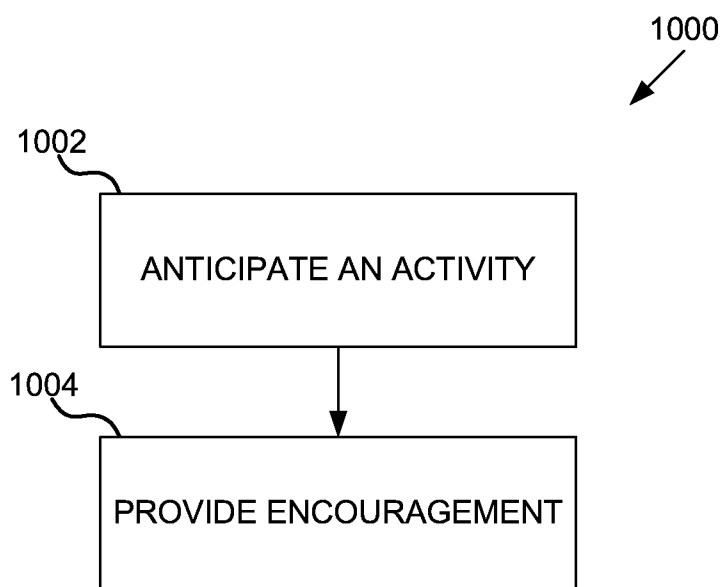 1000
1002
ANTICIPATE AN ACTIVITY
1004
PROVIDE ENCOURAGEMENT